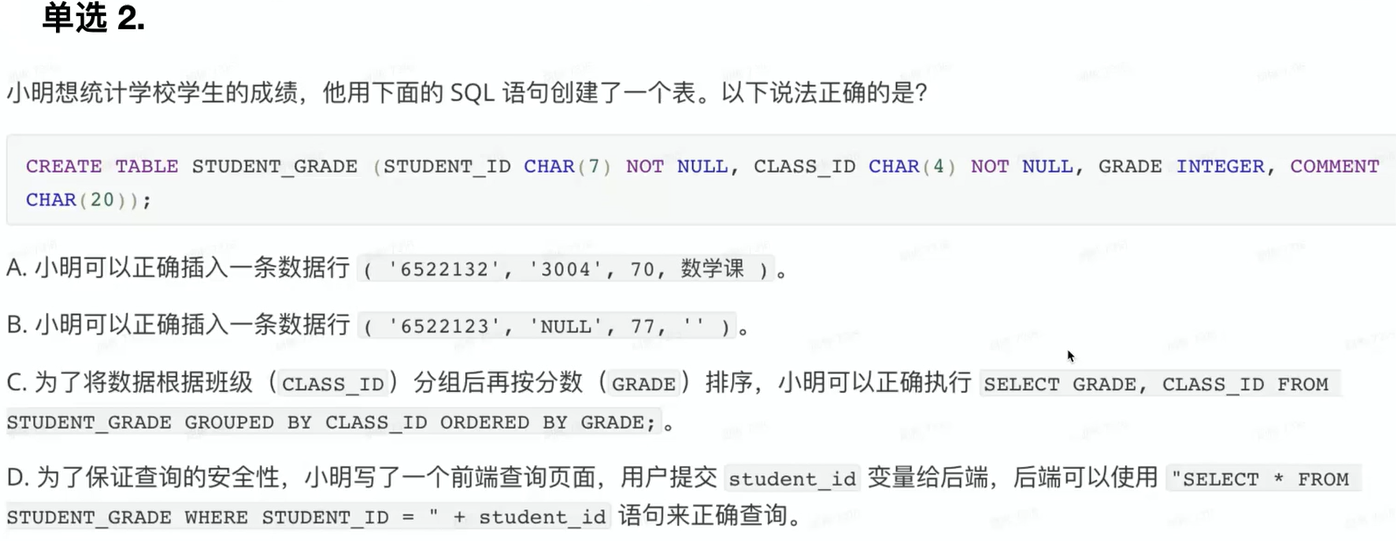 单选 2.
小明想统计学校学生的成绩，他用下面的 SQL 语句创建了一个表。以下说法正确的是？
CREATE TABLE STUDENT_GRADE (STUDENT_ID CHAR(7) NOT NULL, CLASS_ID CHAR(4) NOT NULL, GRADE INTEGER, COMMENT
CHAR(20));
A. 小明可以正确插入一条数据行 ( '6522132', '3004', 70, 数学课 )。
B. 小明可以正确插入一条数据行 ( '6522123', 'NULL', 77, '' )。
C. 为了将数据根据班级（CLASS_ID）分组后再按分数（GRADE）排序，小明可以正确执行 SELECT GRADE, CLASS_ID FROM
STUDENT_GRADE GROUPED BY CLASS_ID ORDERED BY GRADE;。
D. 为了保证查询的安全性，小明写了一个前端查询页面，用户提交 student_id 变量给后端，后端可以使用 "SELECT * FROM
STUDENT_GRADE WHERE STUDENT_ID = " + student_id 语句来正确查询。